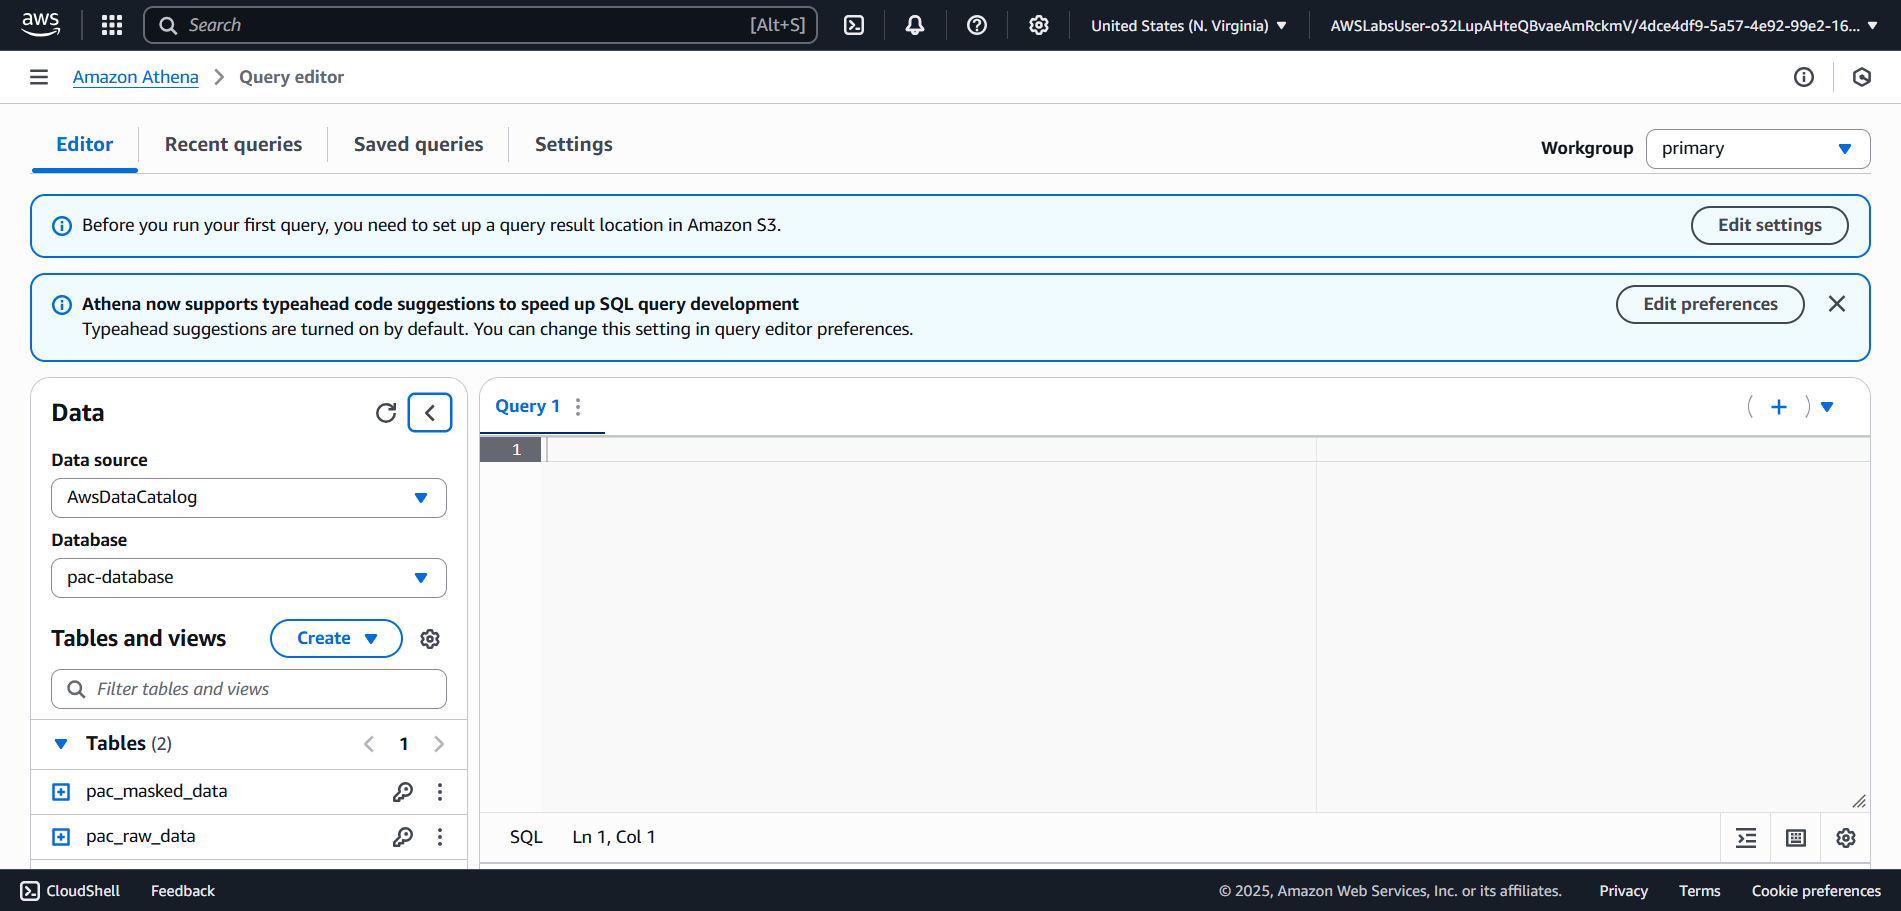 aws
Search [Alt+S]
United States (N. Virginia)
AWSLabsUser-o32LupAHteQBvaeAmRckmV/4dce4df9-5a57-4e92-99e2-16...
Amazon Athena > Query editor
Editor
Recent queries
Saved queries
Settings
Workgroup
primary
Before you run your first query, you need to set up a query result location in Amazon S3.
Edit settings
Athena now supports typeahead code suggestions to speed up SQL query development
Typeahead suggestions are turned on by default. You can change this setting in query editor preferences.
Edit preferences
Data
Data source
AwsDataCatalog
Database
pac-database
Tables and views
Create
Filter tables and views
Tables (2)
1
pac_masked_data
pac_raw_data
Query 1
1
SQL
Ln 1, Col 1
CloudShell
Feedback
© 2025, Amazon Web Services, Inc. or its affiliates.
Privacy
Terms
Cookie preferences